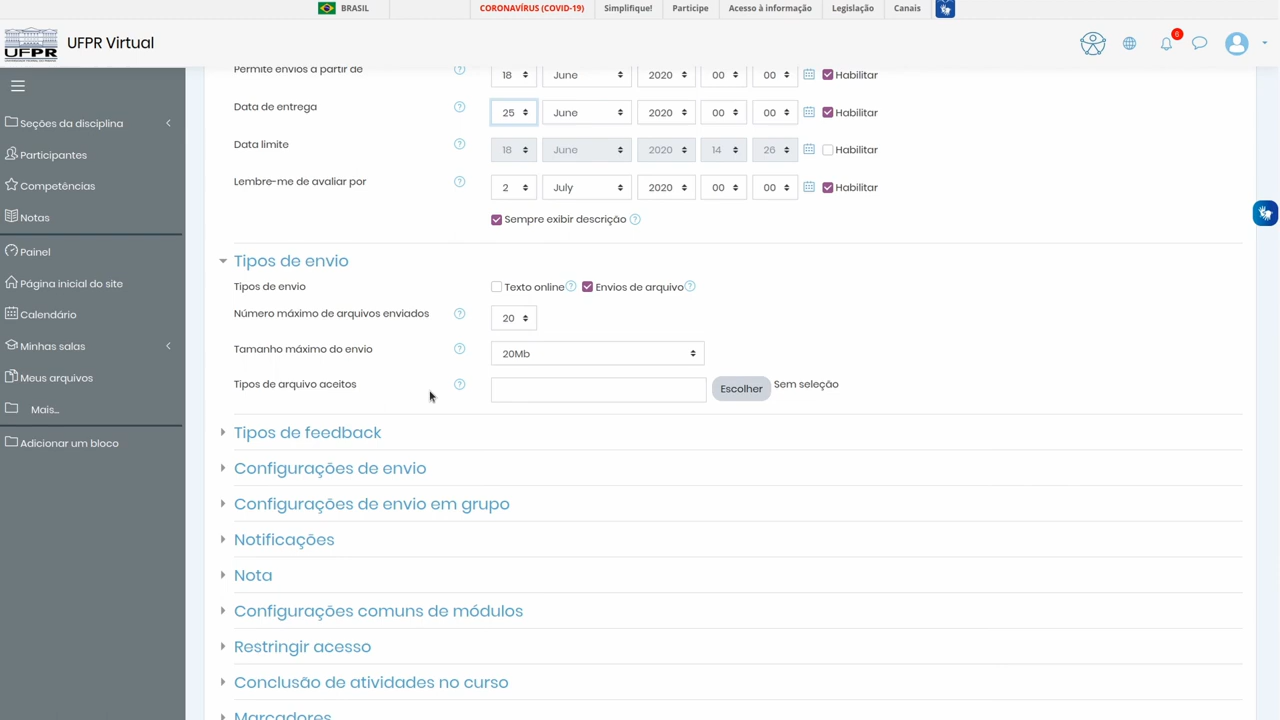 BRASIL CORONAVÍRUS (COVID-19) Simplifique! Participe Acesso à informação Legislação Canais
UFPR UFPR Virtual 6
Permite envios a partir de 18 June 2020 00 00 Habilitar
Data de entrega 25 June 2020 00 00 Habilitar
Data limite 18 June 2020 14 26 Habilitar
Lembre-me de avaliar por 2 July 2020 00 00 Habilitar
Sempre exibir descrição
Seções da disciplina
Participantes
Competências
Notas
Painel
Página inicial do site
Calendário
Minhas salas
Meus arquivos
Mais...
Adicionar um bloco
Tipos de envio
Tipos de envio Texto online Envios de arquivo
Número máximo de arquivos enviados 20
Tamanho máximo do envio 20Mb
Tipos de arquivo aceitos Escolher Sem seleção
Tipos de feedback
Configurações de envio
Configurações de envio em grupo
Notificações
Nota
Configurações comuns de módulos
Restringir acesso
Conclusão de atividades no curso
Marcadores